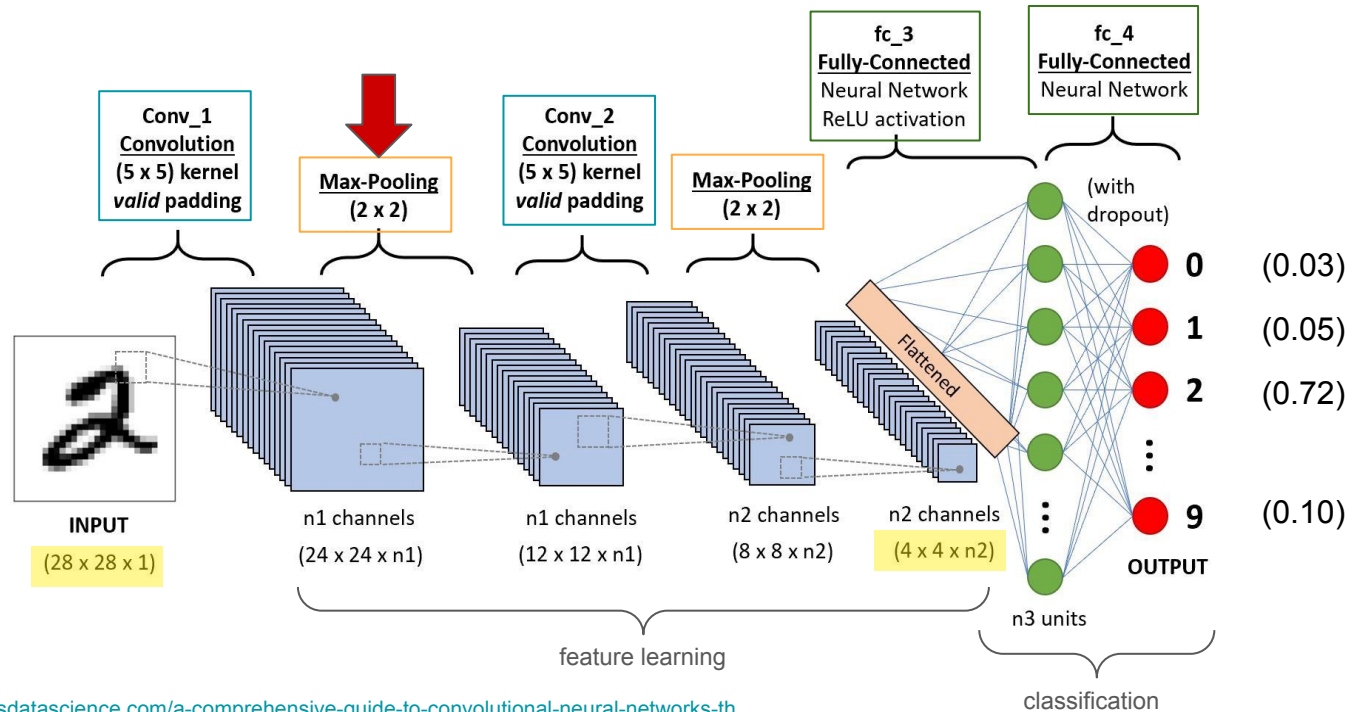 Conv_1
Convolution
(5 x 5) kernel
valid padding
Max-Pooling
(2 x 2)
Conv_2
Convolution
(5 x 5) kernel
valid padding
Max-Pooling
(2 x 2)
fc_3
Fully-Connected
Neural Network
ReLU activation
fc_4
Fully-Connected
Neural Network
(with
dropout)
Flattened
2
0 (0.03)
1 (0.05)
2 (0.72)
9 (0.10)
OUTPUT
INPUT
(28 x 28 x 1)
n1 channels
(24 x 24 x n1)
n1 channels
(12 x 12 x n1)
n2 channels
(8 x 8 x n2)
n2 channels
(4 x 4 x n2)
n3 units
feature learning
classification
sdatascience.com/a-comprehensive-guide-to-convolutional-neural-networks-th